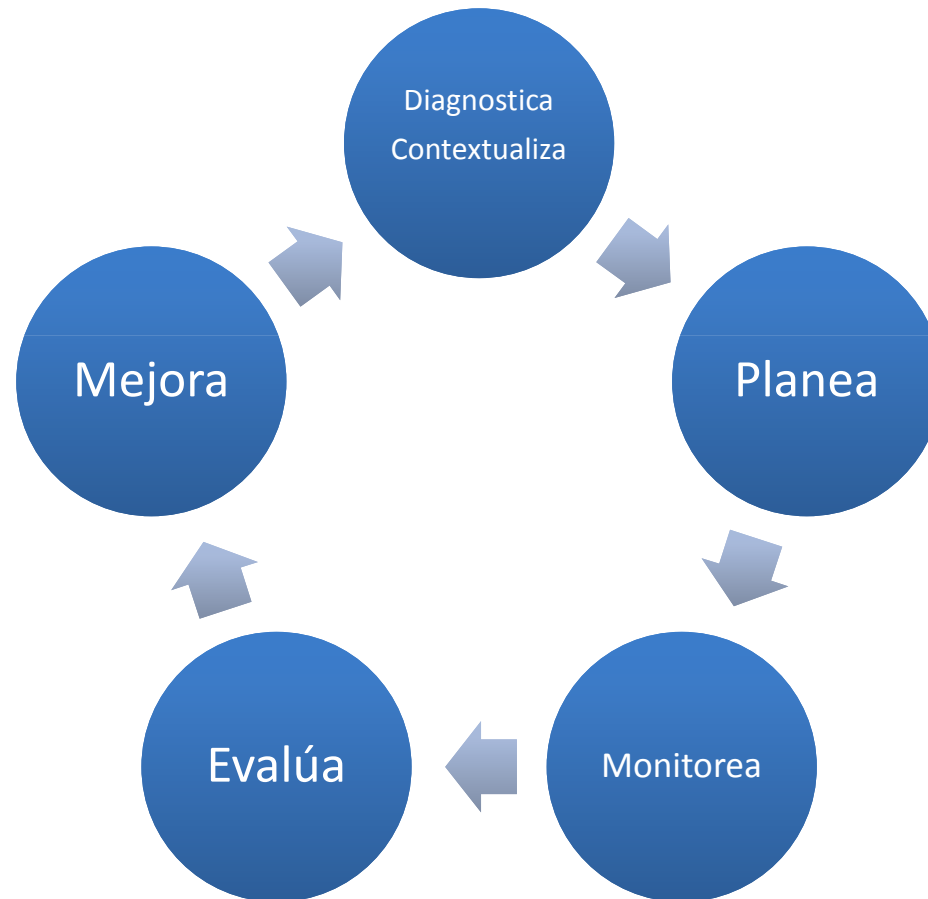 Diagnostica
Contextualiza
Planea
Monitorea
Evalúa
Mejora